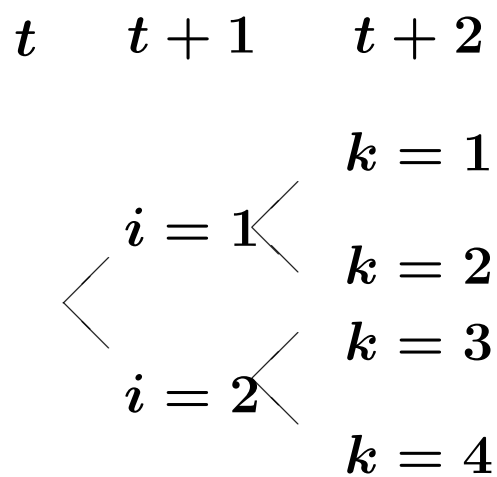 t t + 1 t + 2
k = 1
i = 1
k = 2
k = 3
i = 2
k = 4